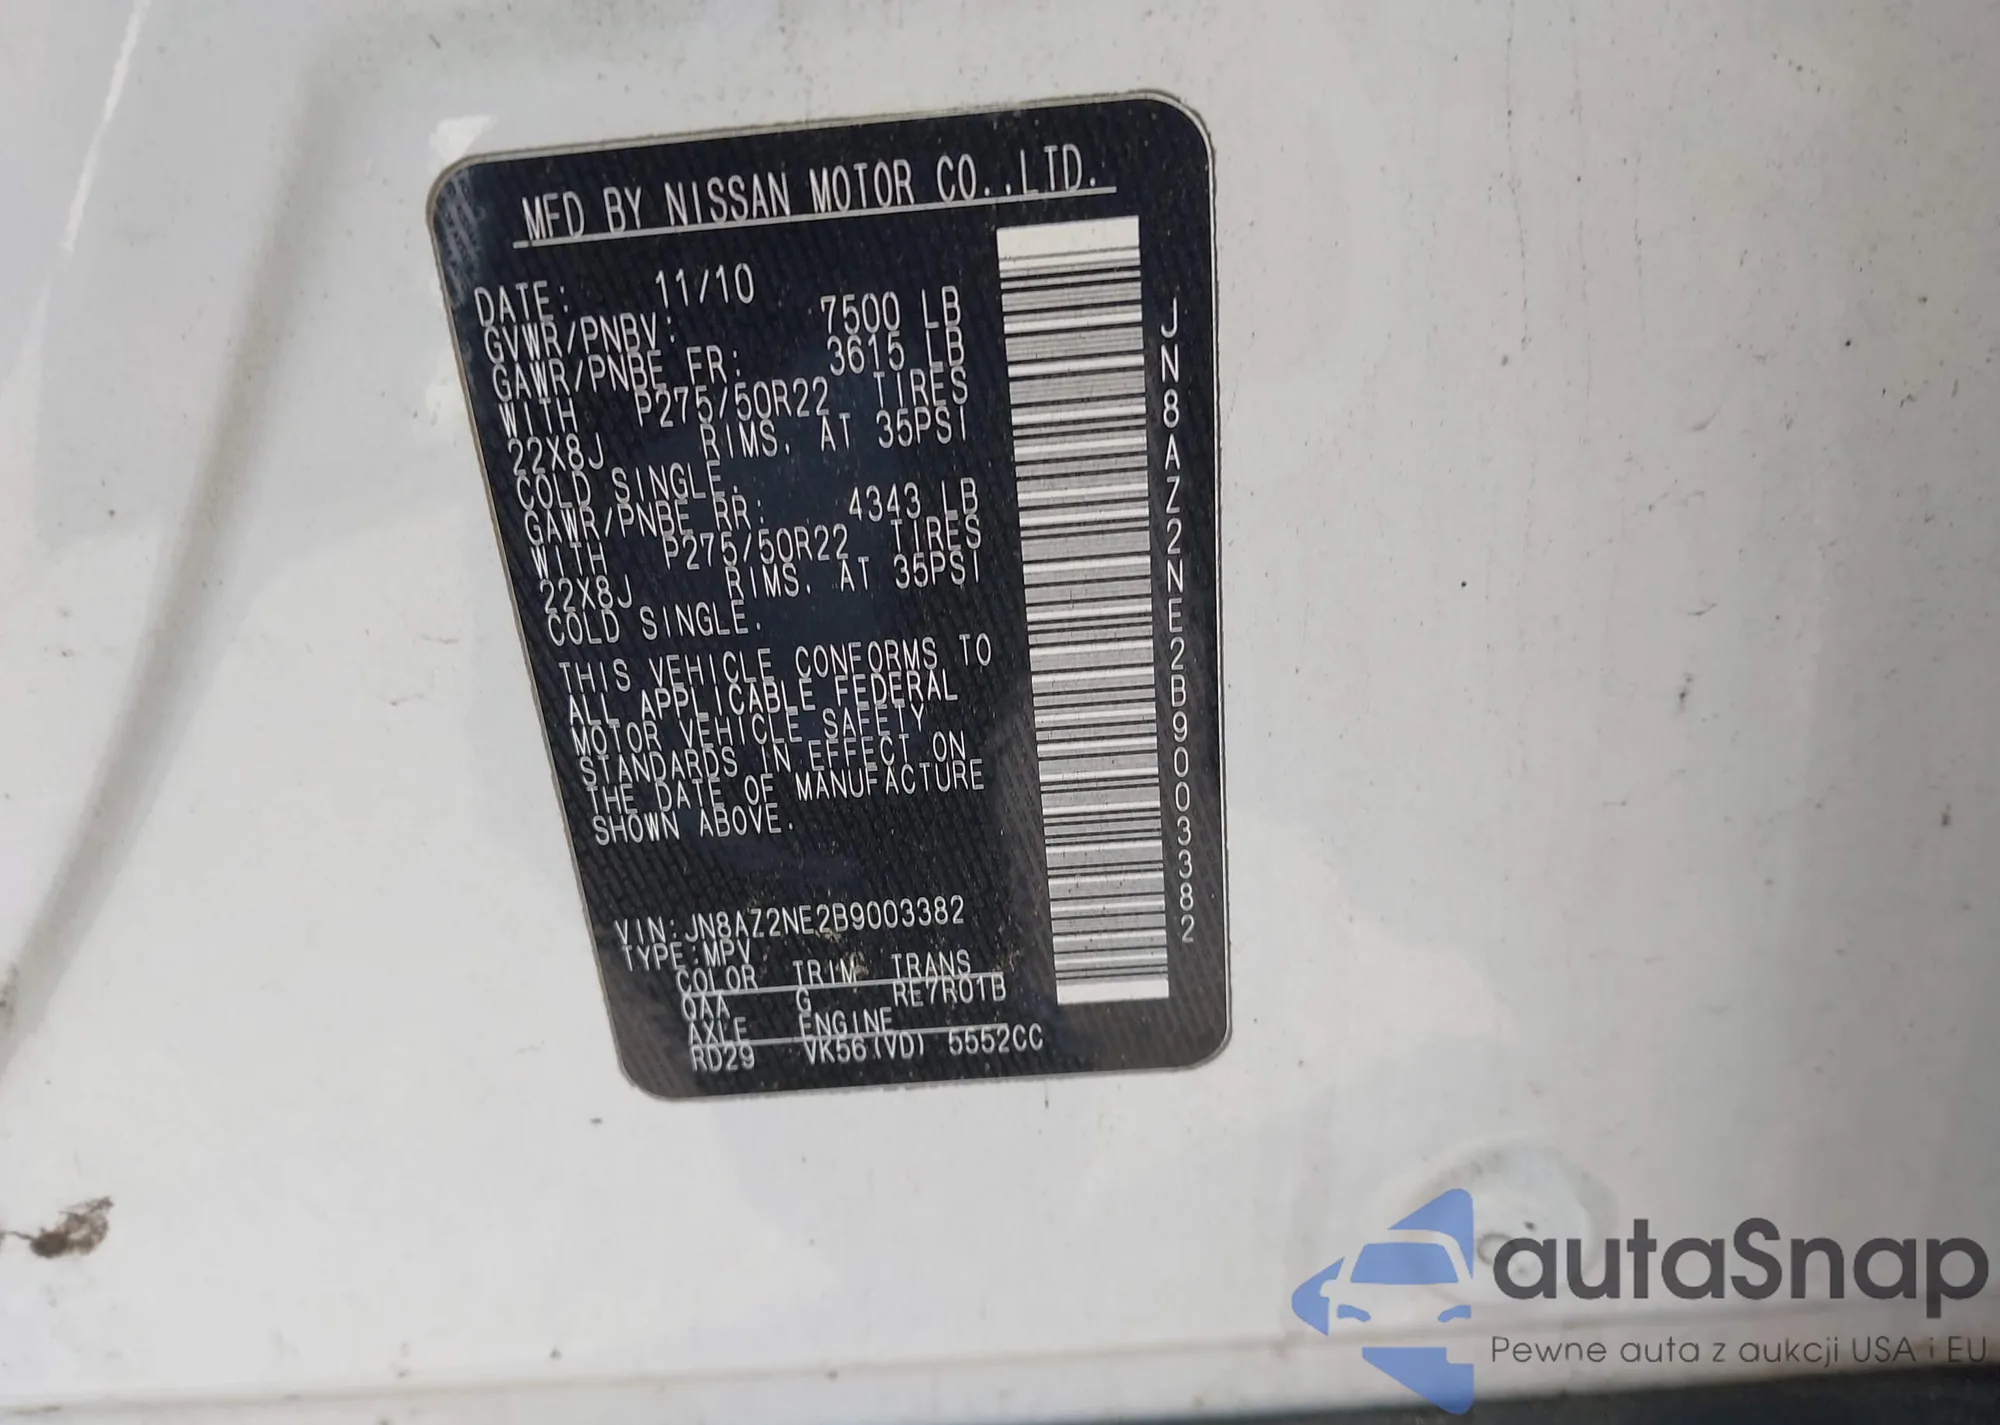 MFD BY NISSAN MOTOR CO.,LTD.
DATE: 11/10
GVWR/PNBV: 7500 LB
GAWR/PNBE FR: 3615 LB
WITH P275/50R22 TIRES
22X8J RIMS, AT 35PSI
COLD SINGLE.
GAWR/PNBE RR: 4343 LB
WITH P275/50R22 TIRES
22X8J RIMS, AT 35PSI
COLD SINGLE.
THIS VEHICLE CONFORMS TO
ALL APPLICABLE FEDERAL
MOTOR VEHICLE SAFETY
STANDARDS IN EFFECT ON
THE DATE OF MANUFACTURE
SHOWN ABOVE.
VIN:JN8AZ2NE2B9003382
TYPE:MPV
COLOR TRIM TRANS
QAA G RE7R01B
AXLE ENGINE
RD29 VK56(VD) 5552CC
JN8AZ2NE2B9003382
autaSnap
Pewne auta z aukcji USA i EU